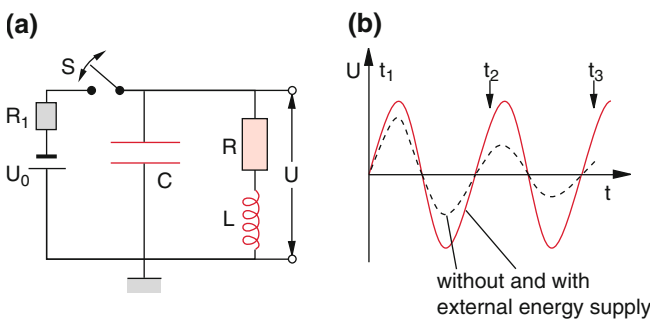 (a)
S
R1
U0
C
R
L
U
(b)
U
t1
t2
t3
t
without and with
external energy supply